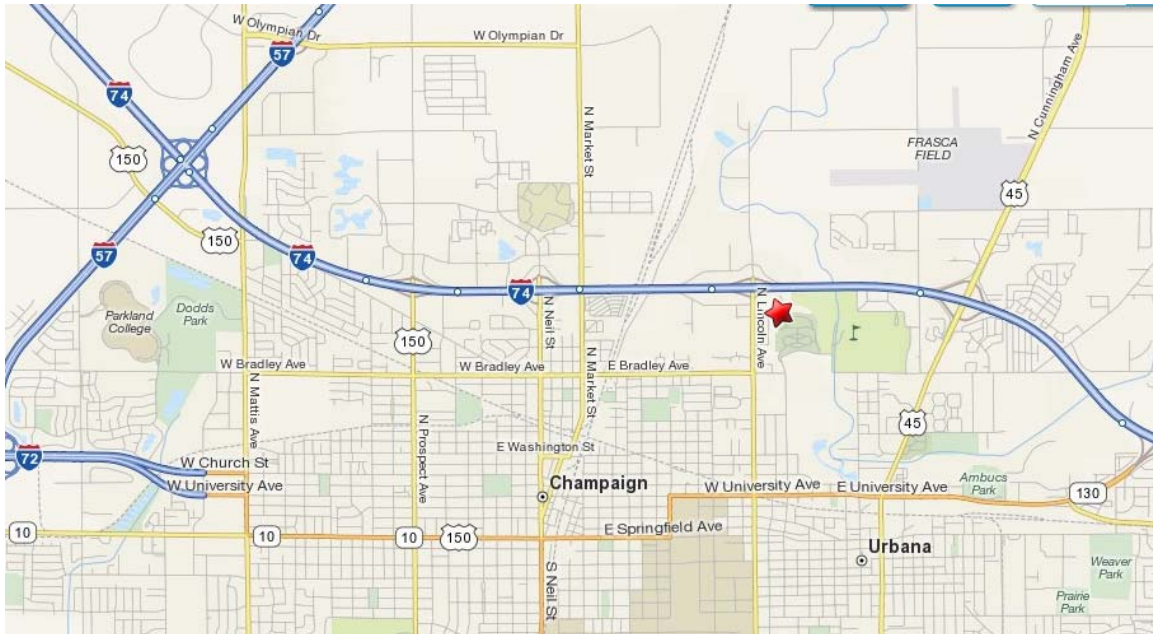 W Olympian Dr
W Olympian Dr
57
74
N Cunningham Ave
N Market St
150
FRASCA
FIELD
45
150
57
74
74
Parkland
College
Dodds
Park
N Neil St
N Lincoln Ave
150
W Bradley Ave
W Bradley Ave
E Bradley Ave
N Market St
N Mattis Ave
N Prospect Ave
45
E Washington St
72
W Church St
W University Ave
Champaign
W University Ave
E University Ave
Ambucs
Park
130
10
10
10
150
E Springfield Ave
Urbana
S Neil St
Weaver
Park
Prairie
Park